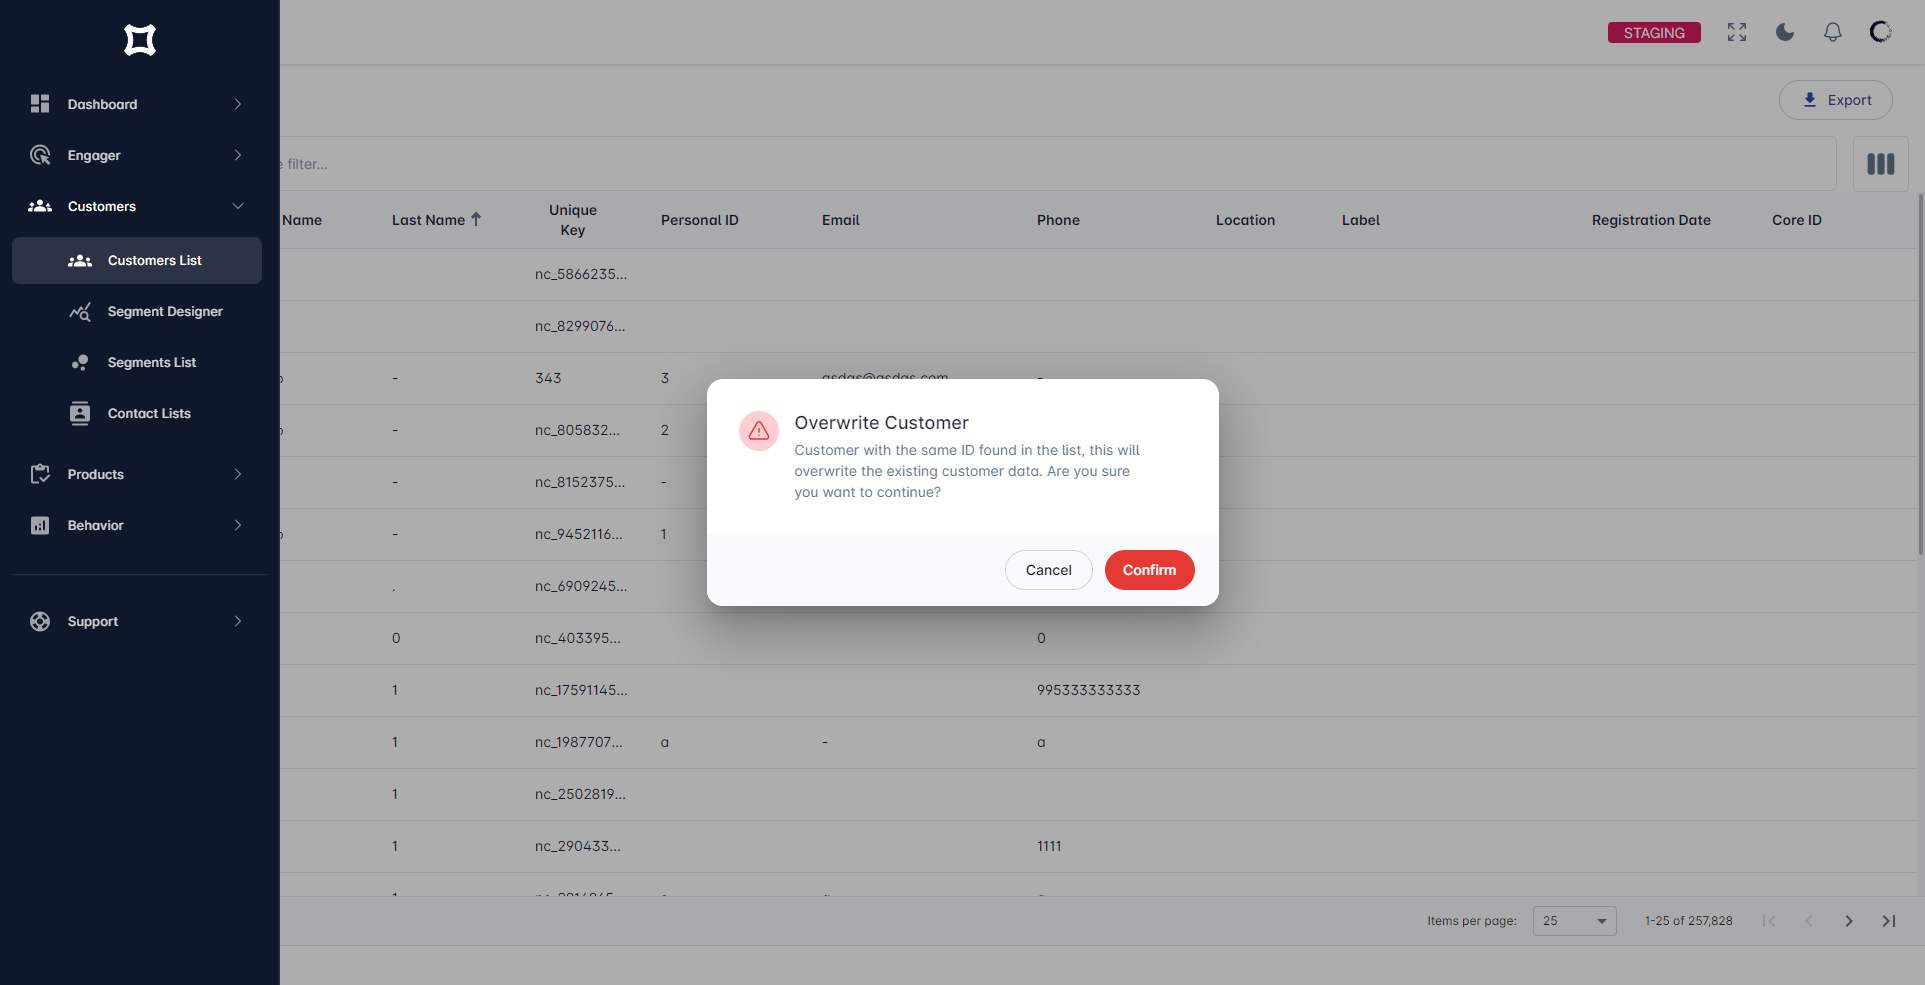 STAGING
Dashboard
Engager
Customers
Customers List
Segment Designer
Segments List
Contact Lists
Products
Behavior
Support
Export
filter...
Name Last Name Unique Key Personal ID Email Phone Location Label Registration Date Core ID
nc_5866235...
nc_8299076...
- 343 3 asdas@asdas.com -
- nc_805832... 2
- nc_8152375... -
- nc_9452116... 1
. nc_6909245...
0 nc_403395... 0
1 nc_17591145... 995333333333
1 nc_1987707... a - a
1 nc_2502819...
1 nc_290433... 1111
Overwrite Customer
Customer with the same ID found in the list, this will
overwrite the existing customer data. Are you sure
you want to continue?
Cancel Confirm
Items per page: 25 1-25 of 257,828